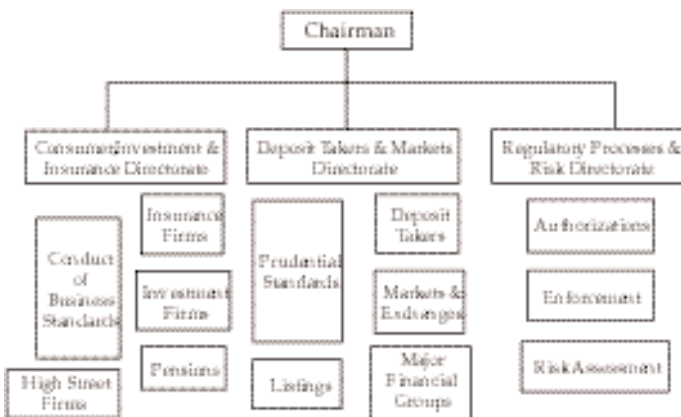 Chairman
Consumer,Investment &
Insurance Directorate
Deposit Takers & Markets
Directorate
Regulatory Processes &
Risk Directorate
Conduct
of
Business
Standards
High Street
Firms
Insurance
Firms
Investment
Firms
Pensions
Prudential
Standards
Listings
Deposit
Takers
Markets &
Exchanges
Major
Financial
Groups
Authorizations
Enforcement
Risk Assessment